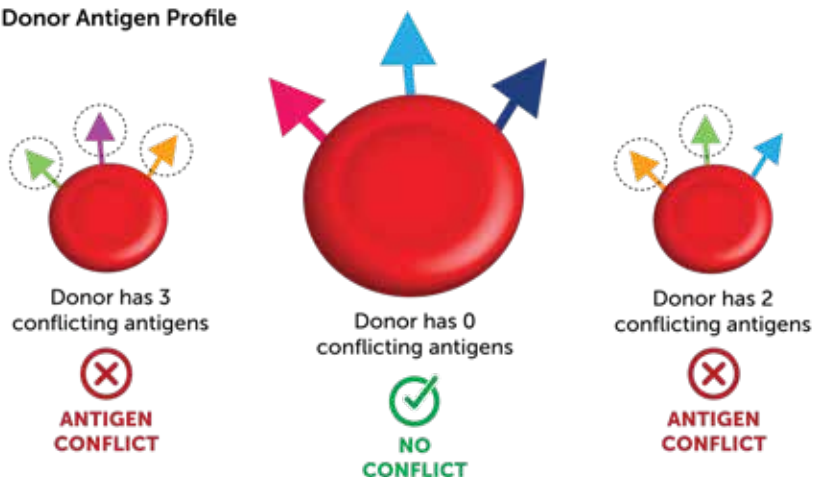 Donor Antigen Profile
Donor has 3
conflicting antigens
ANTIGEN
CONFLICT
Donor has 0
conflicting antigens
NO
CONFLICT
Donor has 2
conflicting antigens
ANTIGEN
CONFLICT